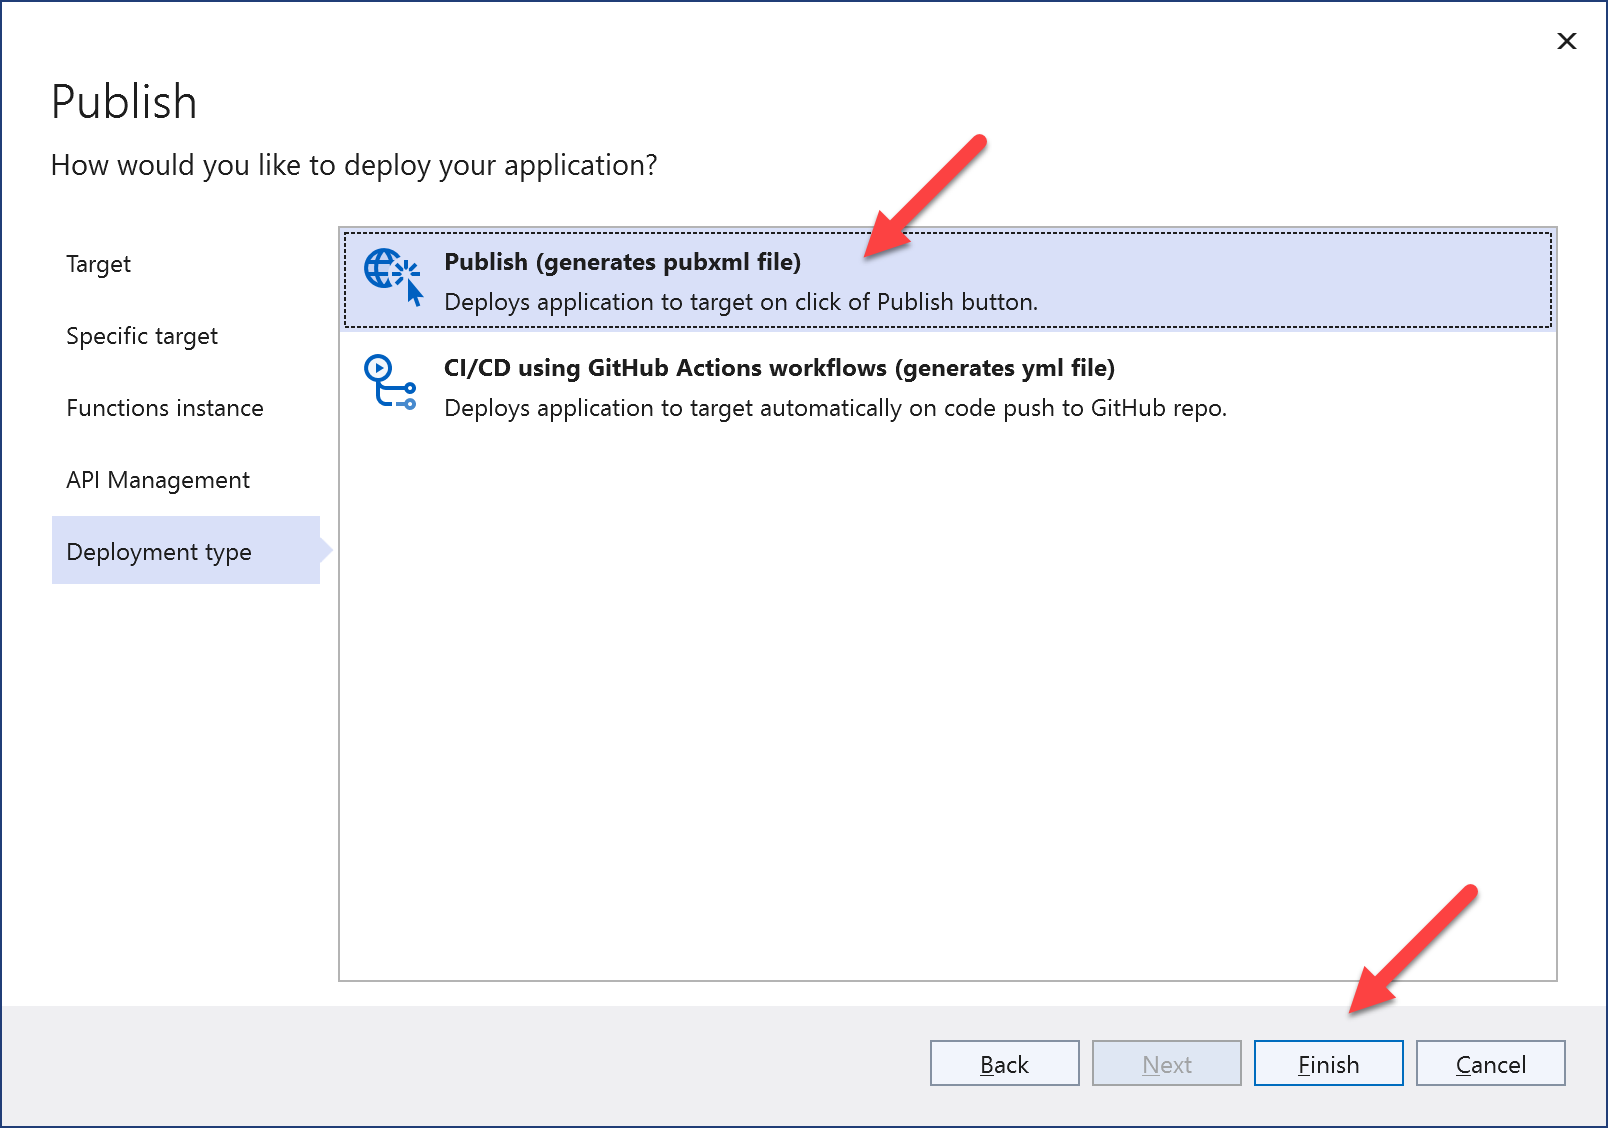 Publish
How would you like to deploy your application?
Target
Specific target
Functions instance
API Management
Deployment type
Publish (generates pubxml file)
Deploys application to target on click of Publish button.
CI/CD using GitHub Actions workflows (generates yml file)
Deploys application to target automatically on code push to GitHub repo.
Back
Next
Finish
Cancel